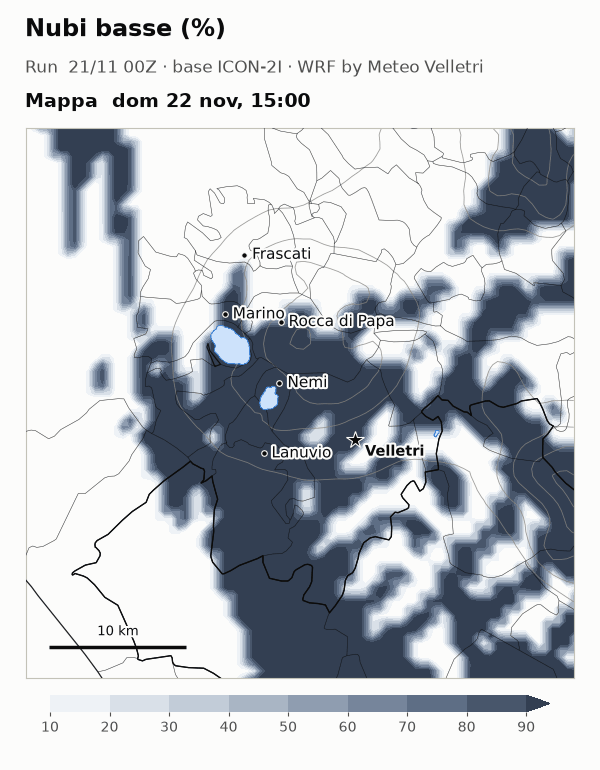 Nubi basse (%)
Run  21/11 00Z · base ICON-2I · WRF by Meteo Velletri
Mappa  dom 22 nov, 15:00
Frascati
Marino
Rocca di Papa
Nemi
Velletri
Lanuvio
10 km
10 20 30 40 50 60 70 80 90